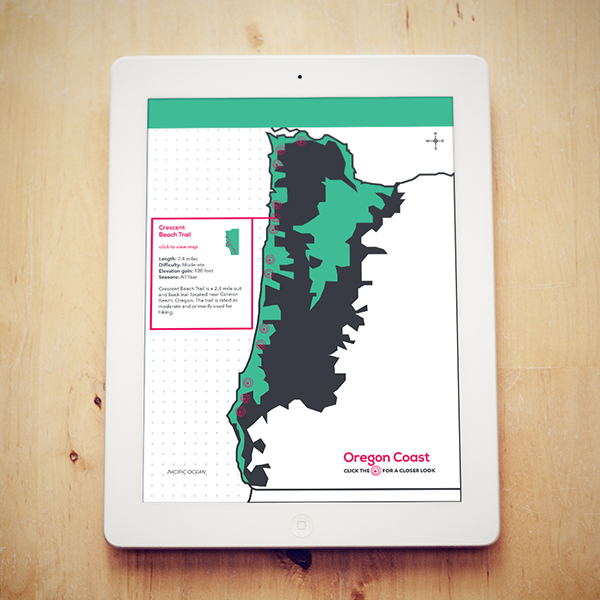 N
W E
S
Crescent
Beach Trail
click to view map
Length: 2.4 miles
Difficulty: Moderate
Elevation gain: 100 feet
Seasons: All Year
Crescent Beach Trail is a 2.4 mile out
and back trail located near Cannon
Beach, Oregon. The trail is rated as
moderate and primarily used for
hiking.
PACIFIC OCEAN
Oregon Coast
CLICK THE FOR A CLOSER LOOK